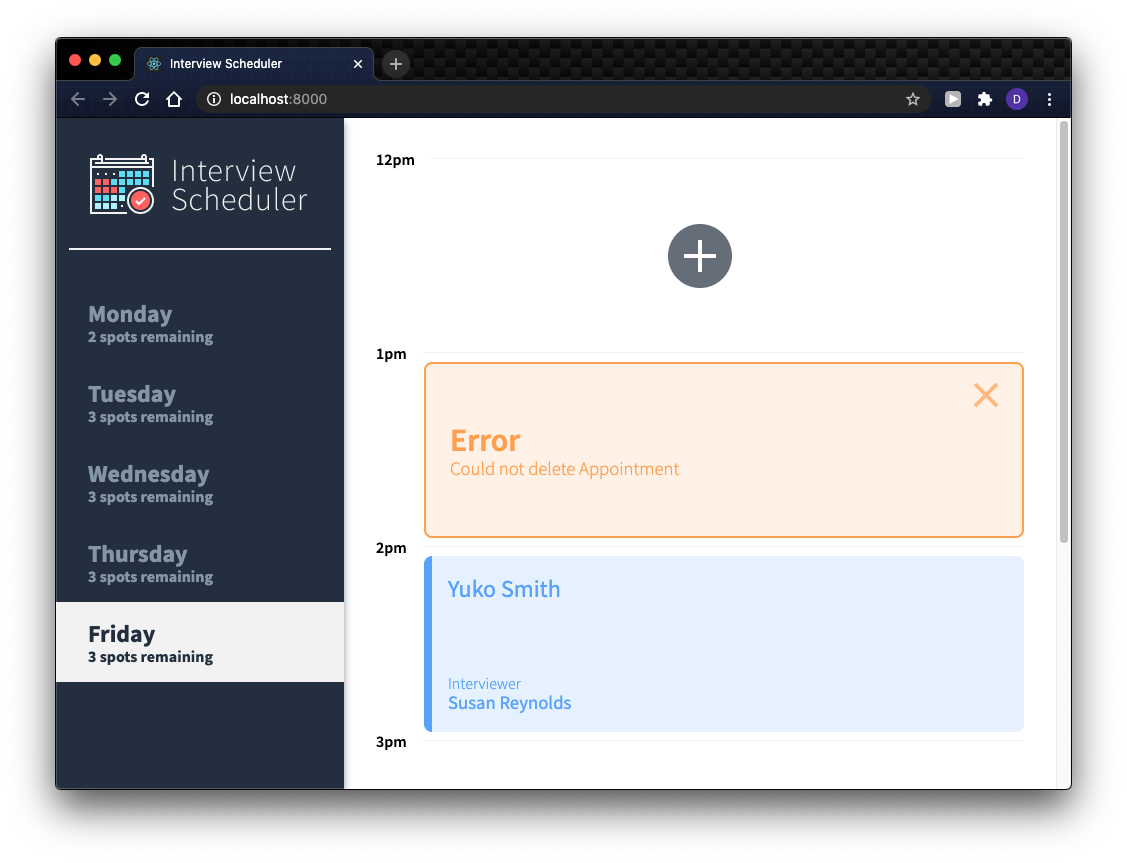 Interview Scheduler
localhost:8000
D
Interview
Scheduler
Monday
2 spots remaining
Tuesday
3 spots remaining
Wednesday
3 spots remaining
Thursday
3 spots remaining
Friday
3 spots remaining
12pm
1pm
Error
Could not delete Appointment
2pm
Yuko Smith
Interviewer
Susan Reynolds
3pm